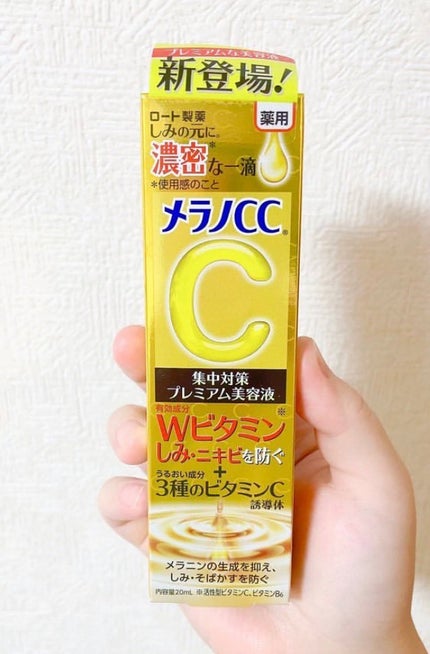 プレミアムな美容液
新登場!
ロート製薬
薬用
しみの元に。
濃密*な一滴
*使用感のこと
メラノCC®
C
集中対策
プレミアム美容液
有効成分
Wビタミン※
しみ・ニキビを防ぐ
+
うるおい成分
3種のビタミンC
誘導体
メラニンの生成を抑え、
しみ・そばかすを防ぐ
内容量20mL ※活性型ビタミンC、ビタミンB6